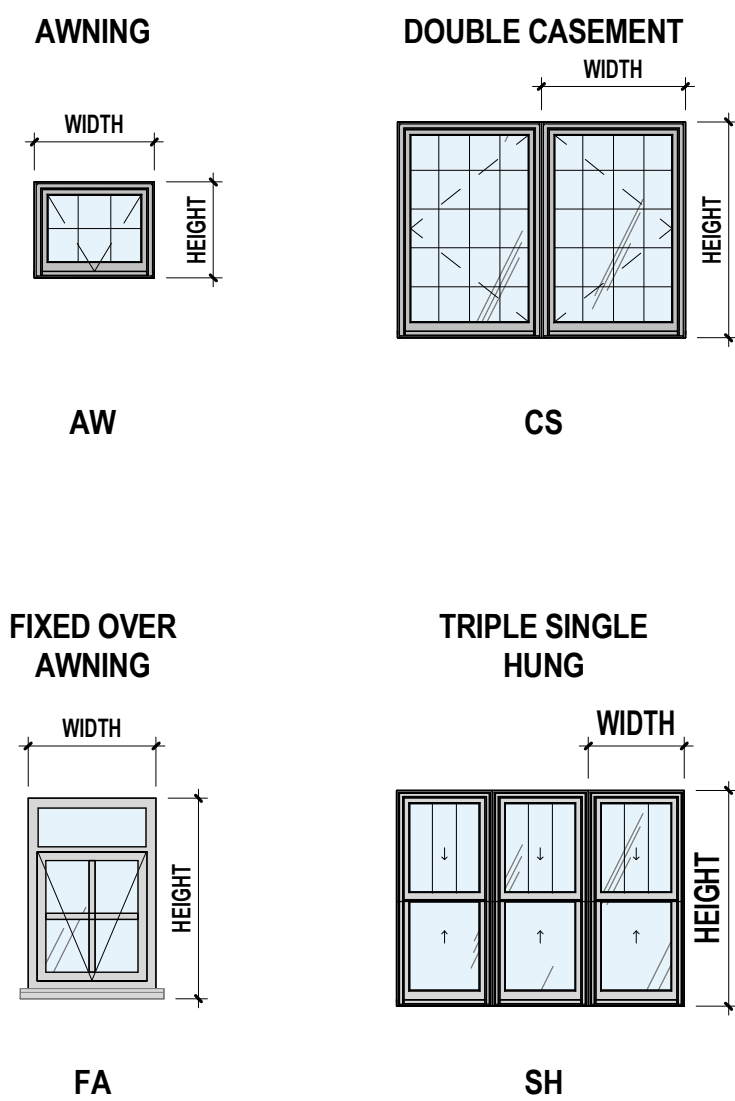 AWNING
WIDTH
HEIGHT
AW
DOUBLE CASEMENT
WIDTH
HEIGHT
CS
FIXED OVER
AWNING
WIDTH
HEIGHT
FA
TRIPLE SINGLE
HUNG
WIDTH
HEIGHT
SH